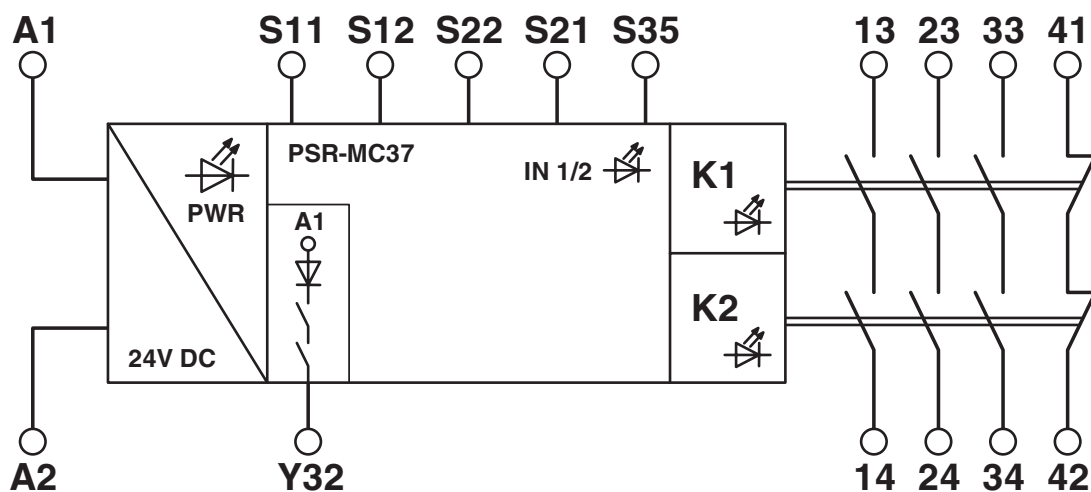 A1 S11 S12 S22 S21 S35 13 23 33 41
PSR-MC37
IN 1/2
K1
PWR
A1
K2
24V DC
A2 Y32 14 24 34 42